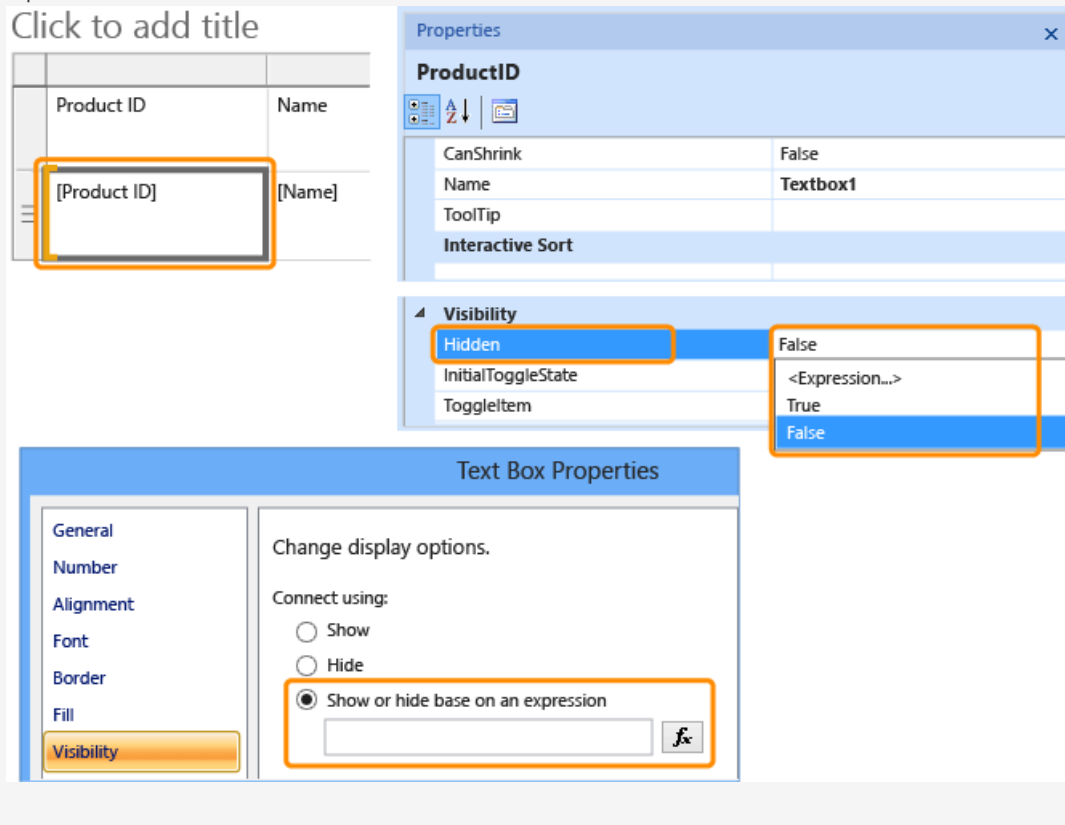 Click to add title
Product ID Name
[Product ID] [Name]
Properties
ProductID
A
Z
CanShrink False
Name Textbox1
ToolTip
Interactive Sort
Visibility
Hidden False
InitialToggleState <Expression...>
ToggleItem True
False
Text Box Properties
General
Number
Alignment
Font
Border
Fill
Visibility
Change display options.
Connect using:
Show
Hide
Show or hide base on an expression
fx